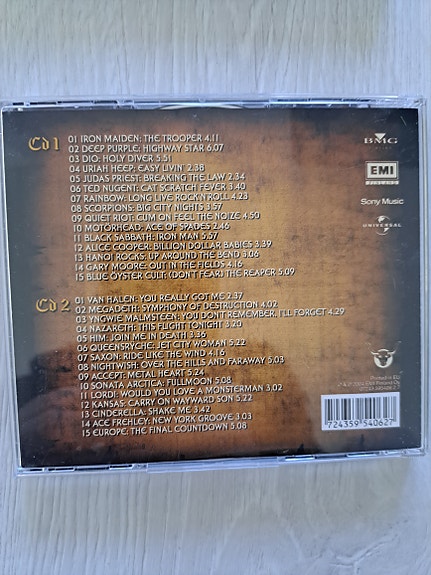 Cd 1
01 IRON MAIDEN: THE TROOPER 4.11
02 DEEP PURPLE: HIGHWAY STAR 6.07
03 DIO: HOLY DIVER 5.51
04 URIAH HEEP: EASY LIVIN' 2.38
05 JUDAS PRIEST: BREAKING THE LAW 2.34
06 TED NUGENT: CAT SCRATCH FEVER 3.40
07 RAINBOW: LONG LIVE ROCK'N'ROLL 4.23
08 SCORPIONS: BIG CITY NIGHTS 3.57
09 QUIET RIOT: CUM ON FEEL THE NOIZE 4.50
10 MOTÖRHEAD: ACE OF SPADES 2.46
11 BLACK SABBATH: IRON MAN 5.57
12 ALICE COOPER: BILLION DOLLAR BABIES 3.39
13 HANOI ROCKS: UP AROUND THE BEND 3.06
14 GARY MOORE: OUT IN THE FIELDS 4.16
15 BLUE ÖYSTER CULT: (DON'T FEAR) THE REAPER 5.09
Cd 2
01 VAN HALEN: YOU REALLY GOT ME 2.37
02 MEGADETH: SYMPHONY OF DESTRUCTION 4.02
03 YNGWIE MALMSTEEN: YOU DON'T REMEMBER, I'LL FORGET 4.29
04 NAZARETH: THIS FLIGHT TONIGHT 3.20
05 HIM: JOIN ME IN DEATH 3.36
06 QUEENSRYCHE: JET CITY WOMAN 5.22
07 SAXON: RIDE LIKE THE WIND 4.16
08 NIGHTWISH: OVER THE HILLS AND FARAWAY 5.03
09 ACCEPT: METAL HEART 5.24
10 SONATA ARCTICA: FULLMOON 5.08
11 LORDI: WOULD YOU LOVE A MONSTERMAN 3.02
12 KANSAS: CARRY ON WAYWARD SON 5.22
13 CINDERELLA: SHAKE ME 3.42
14 ACE FREHLEY: NEW YORK GROOVE 3.03
15 EUROPE: THE FINAL COUNTDOWN 5.08
BMG
EMI
FINLAND
Sony Music
UNIVERSAL
Printed in EU
7 24359 54062 7